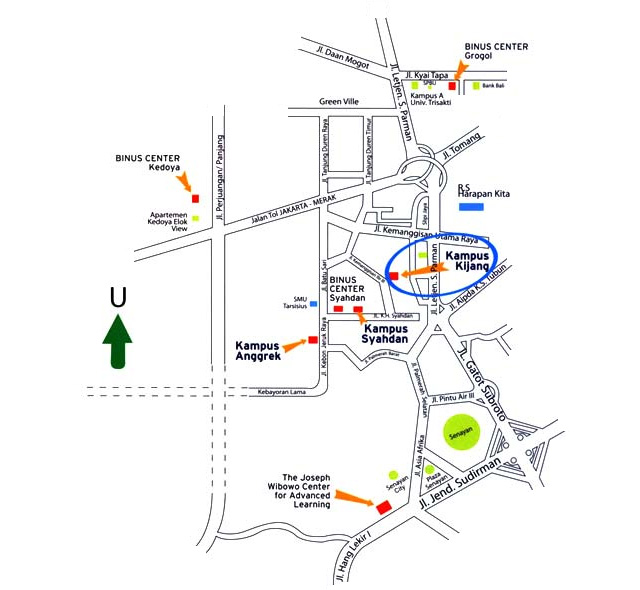 BINUS CENTER
Grogol
Jl. Daan Mogot
Jl. Kyai Tapa
SPBU
Bank Bali
Kampus A
Univ. Trisakti
Jl. Letjen. S. Parman
Green Ville
Jl. Tanjung Duren Raya
Jl. Tanjung Duren Timur
Jl. Tomang
Jl. Perjuangan/ Panjang
BINUS CENTER
Kedoya
R.S
Harapan Kita
Apartemen
Kedoya Elok
View
Jalan Tol JAKARTA - MERAK
Slipi Jaya
Jl. Kemanggisan Utama Raya
Kampus
Kijang
Jl. Letjen. S. Parman
Jl. Aipda K.S. Tubun
U
Jl. Batu Sari
BINUS
CENTER
Syahdan
SMU
Tarsisius
Jl. K.H. Syahdan
Kampus
Syahdan
Kampus
Anggrek
Jl. Kebon Jeruk Raya
Jl. Palmerah Barat
Jl. Palmerah Selatan
Jl. Gatot Subroto
Kebayoran Lama
Jl. Pintu Air III
Senayan
Jl. Asia Afrika
Senayan
City
Plaza
Senayan
Jl. Jend. Sudirman
The Joseph
Wibowo Center
for Advanced
Learning
Jl. Hang Lekir I